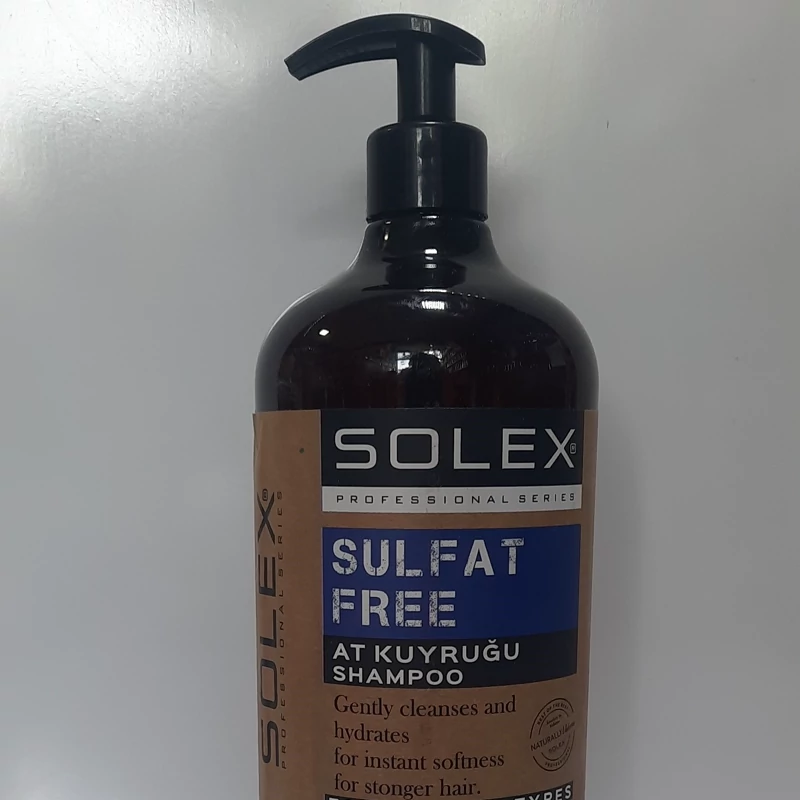 SOLEX®
PROFESSIONAL SERIES
SULFAT
FREE
AT KUYRUĞU
SHAMPOO
Gently cleanses and
hydrates
for instant softness
for stonger hair.
SOLEX®
PROFESSIONAL SERIES
NATURALLY